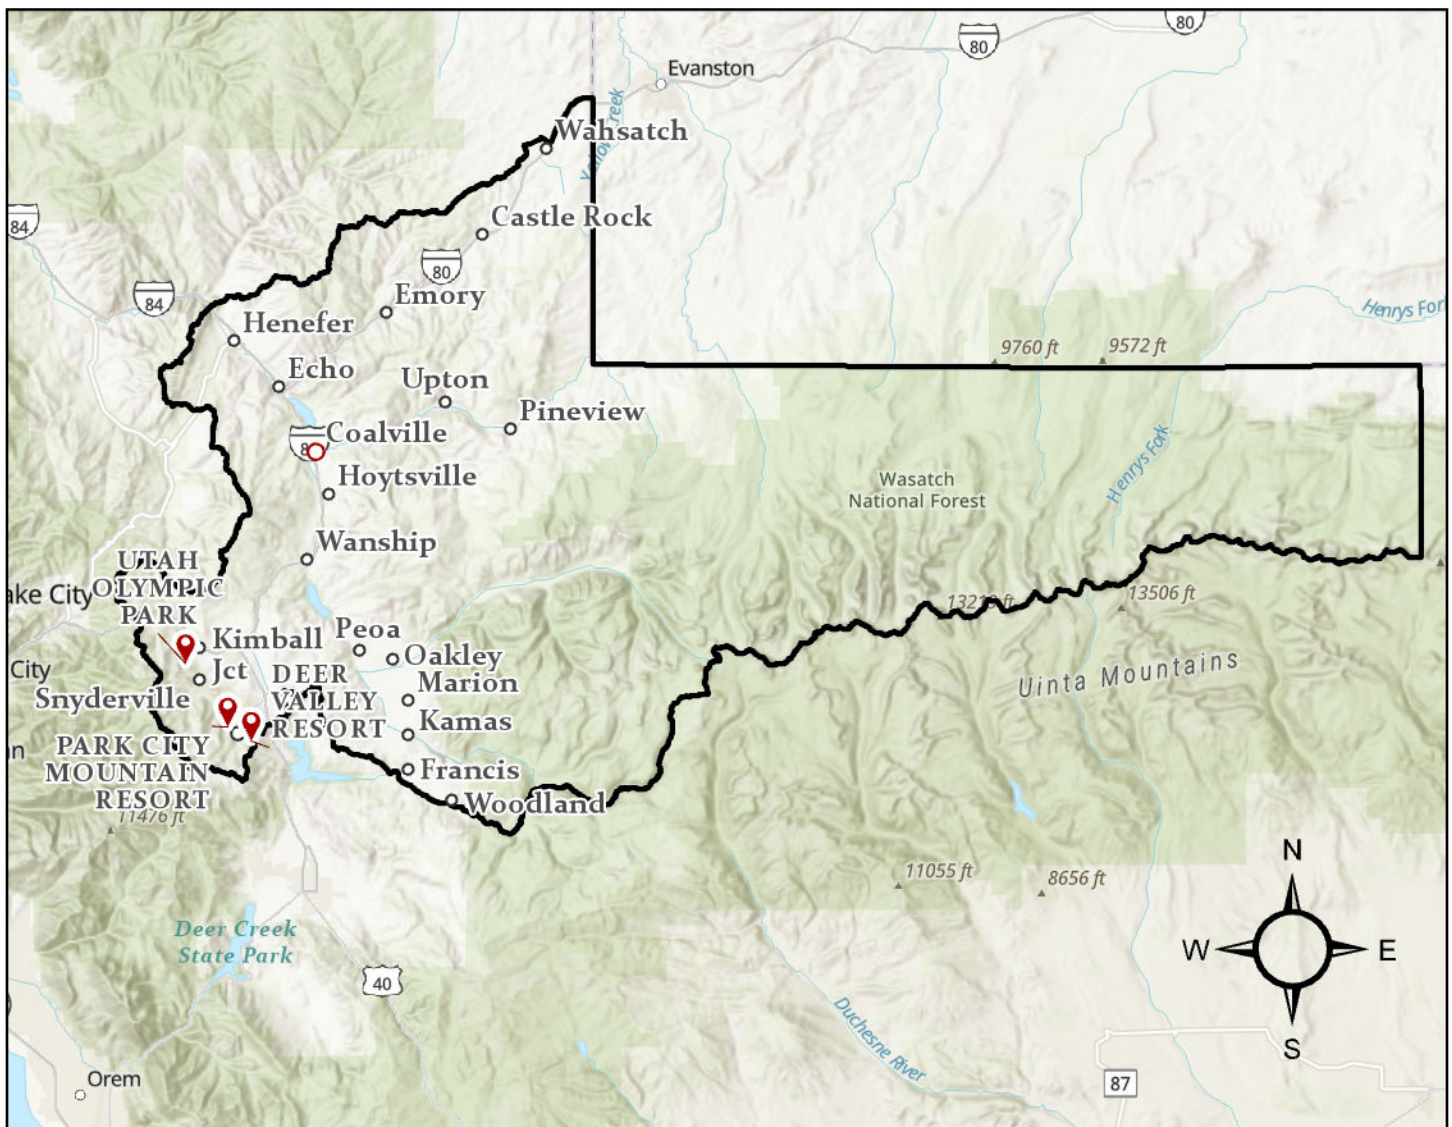 80
80
Evanston
Wahsatch
Yellow Creek
Castle Rock
84
80
84
Emory
Henrys For
Henefer
9760 ft
9572 ft
Echo
Upton
Pineview
Coalville
Hoytsville
Henrys Fork
Wasatch
National Forest
Wanship
UTAH
OLYMPIC
PARK
ake City
13506 ft
Kimball
Jct
Peoa
Oakley
City
DEER
VALLEY
RESORT
Marion
Uinta Mountains
Snyderville
Kamas
PARK CITY
MOUNTAIN
RESORT
Francis
Woodland
11476 ft
11055 ft
8656 ft
N
W
E
S
Deer Creek
State Park
40
Duchesne River
Orem
87